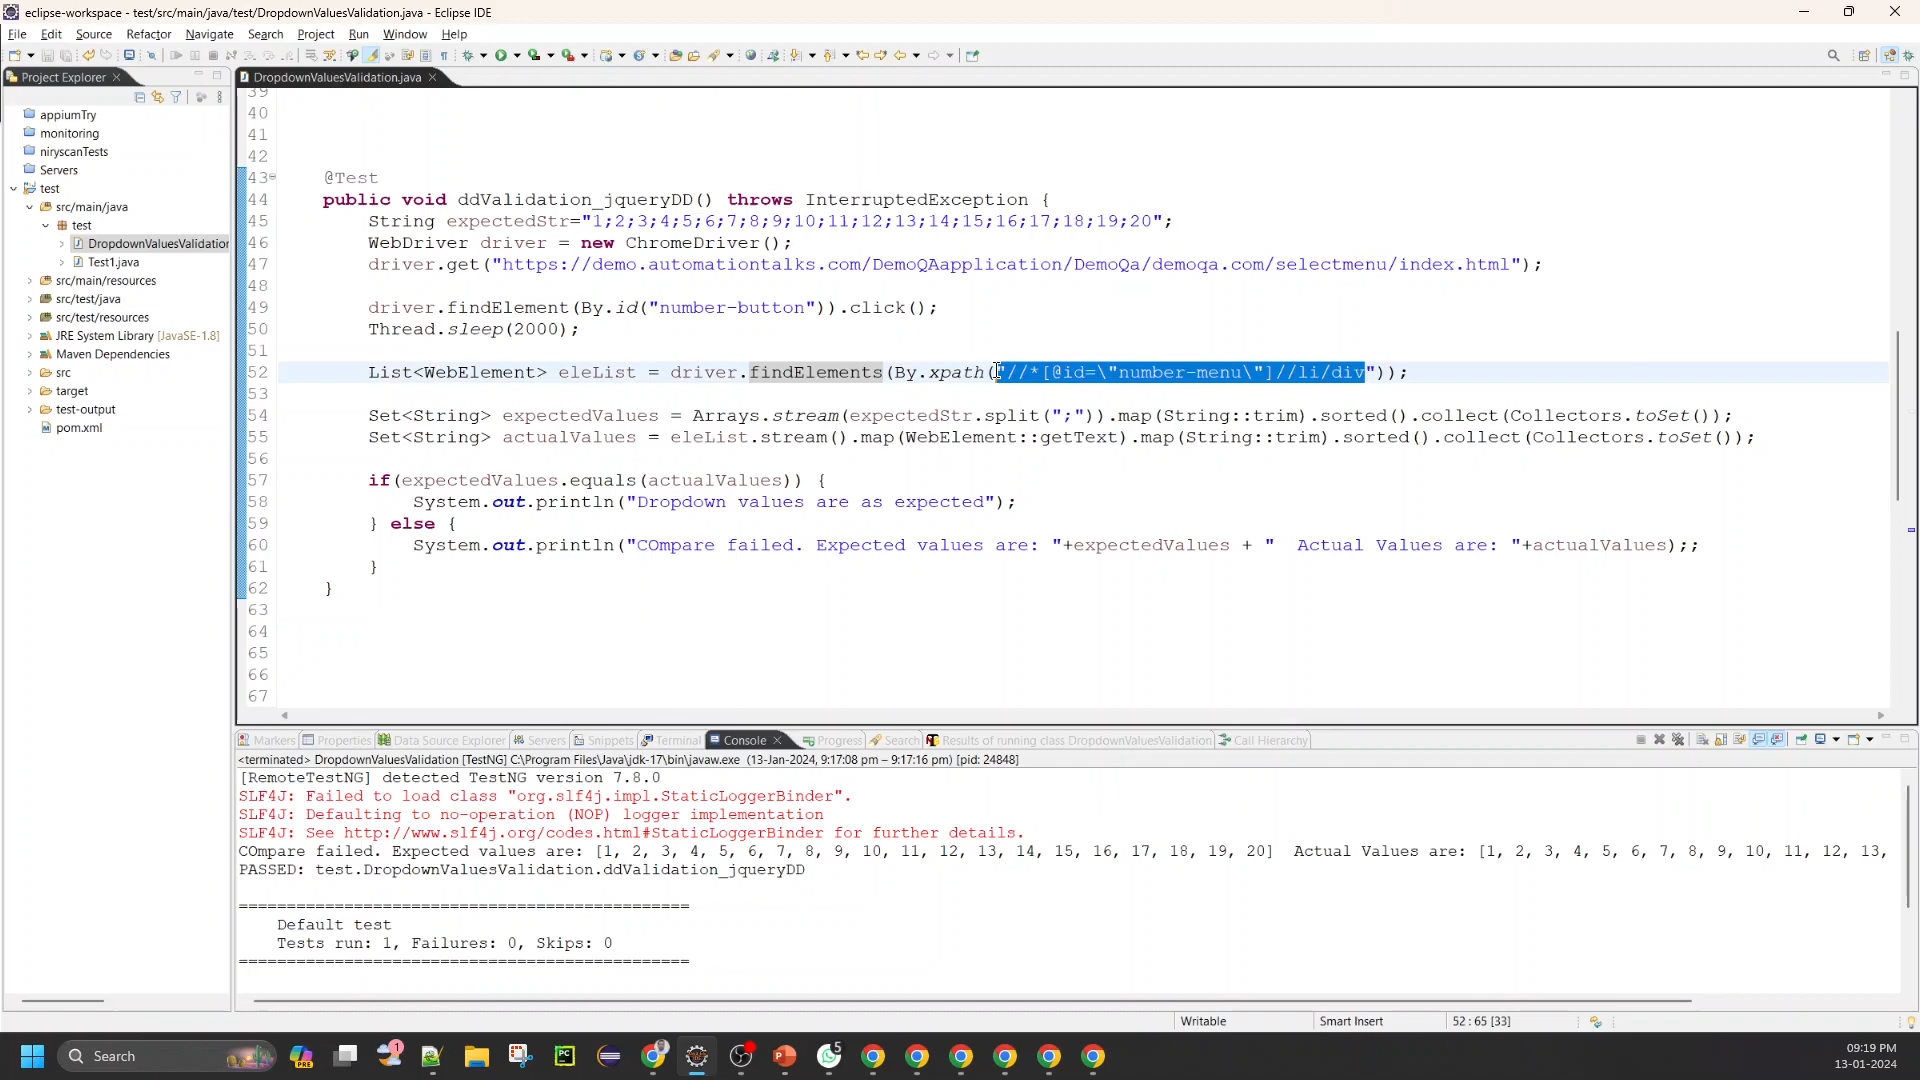 eclipse-workspace - test/src/main/java/test/DropdownValuesValidation.java - Eclipse IDE
File Edit Source Refactor Navigate Search Project Run Window Help
Project Explorer
DropdownValuesValidation.java
appiumTry
monitoring
niryscanTests
Servers
test
src/main/java
test
DropdownValuesValidation
Test1.java
src/main/resources
src/test/java
src/test/resources
JRE System Library [JavaSE-1.8]
Maven Dependencies
src
target
test-output
pom.xml
39
40
41
42
43 @Test
44 public void ddValidation_jqueryDD() throws InterruptedException {
45 String expectedStr="1;2;3;4;5;6;7;8;9;10;11;12;13;14;15;16;17;18;19;20";
46 WebDriver driver = new ChromeDriver();
47 driver.get("https://demo.automationtalks.com/DemoQAapplication/DemoQa/demoqa.com/selectmenu/index.html");
48
49 driver.findElement(By.id("number-button")).click();
50 Thread.sleep(2000);
51
52 List<WebElement> eleList = driver.findElements(By.xpath("//*[@id=\"number-menu\"]//li/div"));
53
54 Set<String> expectedValues = Arrays.stream(expectedStr.split(";")).map(String::trim).sorted().collect(Collectors.toSet());
55 Set<String> actualValues = eleList.stream().map(WebElement::getText).map(String::trim).sorted().collect(Collectors.toSet());
56
57 if(expectedValues.equals(actualValues)) {
58 System.out.println("Dropdown values are as expected");
59 } else {
60 System.out.println("COmpare failed. Expected values are: "+expectedValues + "  Actual Values are: "+actualValues);;
61 }
62 }
63
64
65
66
67
Markers Properties Data Source Explorer Servers Snippets Terminal Console Progress Search Results of running class DropdownValuesValidation Call Hierarchy
<terminated> DropdownValuesValidation [TestNG] C:\Program Files\Java\jdk-17\bin\javaw.exe (13-Jan-2024, 9:17:08 pm – 9:17:16 pm) [pid: 24848]
[RemoteTestNG] detected TestNG version 7.8.0
SLF4J: Failed to load class "org.slf4j.impl.StaticLoggerBinder".
SLF4J: Defaulting to no-operation (NOP) logger implementation
SLF4J: See http://www.slf4j.org/codes.html#StaticLoggerBinder for further details.
COmpare failed. Expected values are: [1, 2, 3, 4, 5, 6, 7, 8, 9, 10, 11, 12, 13, 14, 15, 16, 17, 18, 19, 20]  Actual Values are: [1, 2, 3, 4, 5, 6, 7, 8, 9, 10, 11, 12, 13,
PASSED: test.DropdownValuesValidation.ddValidation_jqueryDD
===============================================
Default test
Tests run: 1, Failures: 0, Skips: 0
===============================================
Writable Smart Insert 52 : 65 [33]
Search
09:19 PM
13-01-2024